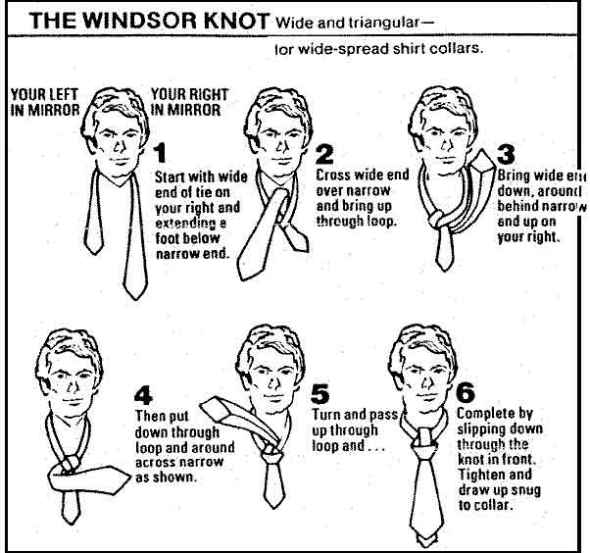 THE WINDSOR KNOT Wide and triangular—
for wide-spread shirt collars.
YOUR LEFT
IN MIRROR
YOUR RIGHT
IN MIRROR
1
Start with wide
end of tie on
your right and
extending a
foot below
narrow end.
2
Cross wide end
over narrow
and bring up
through loop.
3
Bring wide end
down, around
behind narrow
and up on
your right.
4
Then put
down through
loop and around
across narrow
as shown.
5
Turn and pass
up through
loop and . . .
6
Complete by
slipping down
through the
knot in front.
Tighten and
draw up snug
to collar.